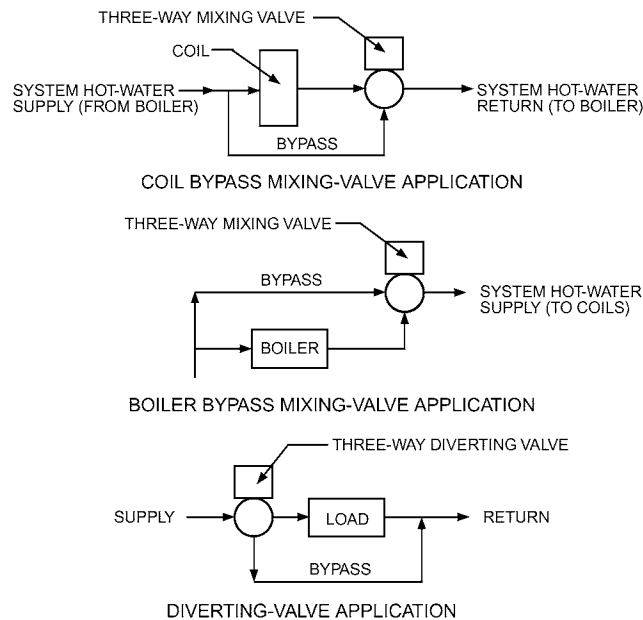 THREE-WAY MIXING VALVE
COIL
SYSTEM HOT-WATER
SUPPLY (FROM BOILER)
SYSTEM HOT-WATER
RETURN (TO BOILER)
BYPASS
COIL BYPASS MIXING-VALVE APPLICATION
THREE-WAY MIXING VALVE
BYPASS
SYSTEM HOT-WATER
SUPPLY (TO COILS)
BOILER
BOILER BYPASS MIXING-VALVE APPLICATION
THREE-WAY DIVERTING VALVE
SUPPLY
LOAD
RETURN
BYPASS
DIVERTING-VALVE APPLICATION